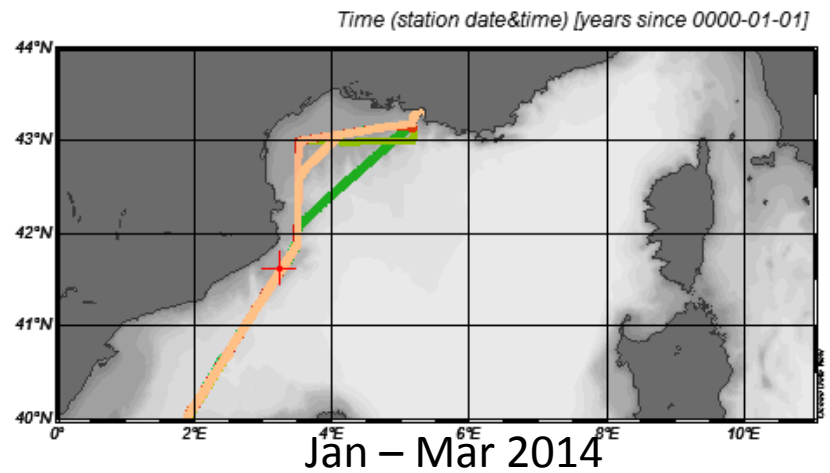 Time (station date&time) [years since 0000-01-01]
44°N
43°N
42°N
41°N
40°N
0° 2°E 4°E 6°E 8°E 10°E
Jan – Mar 2014